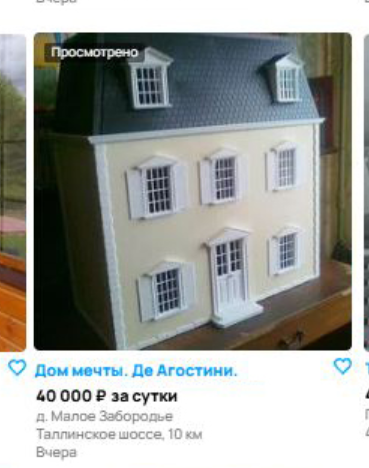 Вчера
Просмотрено
Дом мечты. Де Агостини.
40 000 ₽ за сутки
д. Малое Забородье
Таллинское шоссе, 10 км
Вчера